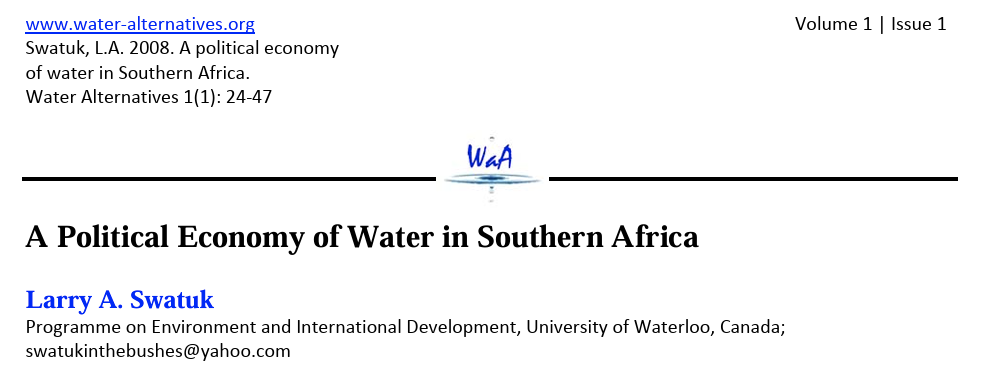 www.water-alternatives.org
Volume 1 | Issue 1
Swatuk, L.A. 2008. A political economy
of water in Southern Africa.
Water Alternatives 1(1): 24-47
WaA
A Political Economy of Water in Southern Africa
Larry A. Swatuk
Programme on Environment and International Development, University of Waterloo, Canada;
swatukinthebushes@yahoo.com